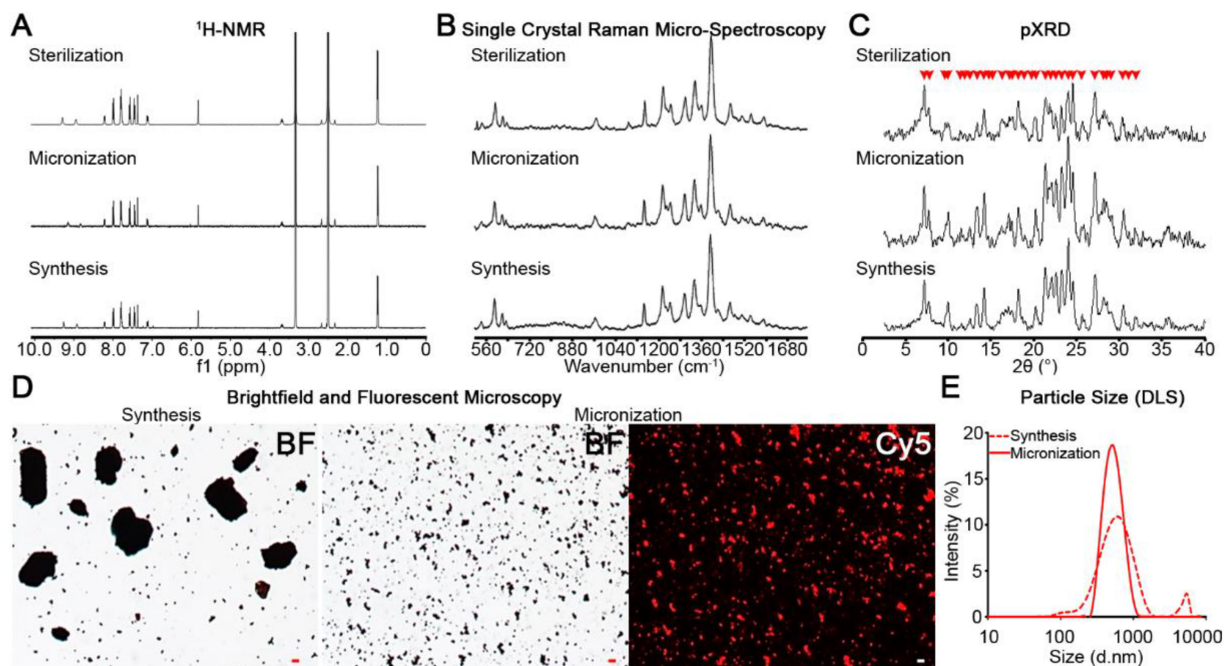 A ¹H-NMR
Sterilization
Micronization
Synthesis
10.0 9.0 8.0 7.0 6.0 5.0 4.0 3.0 2.0 1.0 0
f1 (ppm)
B Single Crystal Raman Micro-Spectroscopy
Sterilization
Micronization
Synthesis
560 720 880 1040 1200 1360 1520 1680
Wavenumber (cm⁻¹)
C pXRD
Sterilization
Micronization
Synthesis
0 5 10 15 20 25 30 35 40
2θ (°)
D Brightfield and Fluorescent Microscopy
Synthesis Micronization
BF BF Cy5
E Particle Size (DLS)
Synthesis
Micronization
20
15
10
5
0
Intensity (%)
10 100 1000 10000
Size (d.nm)